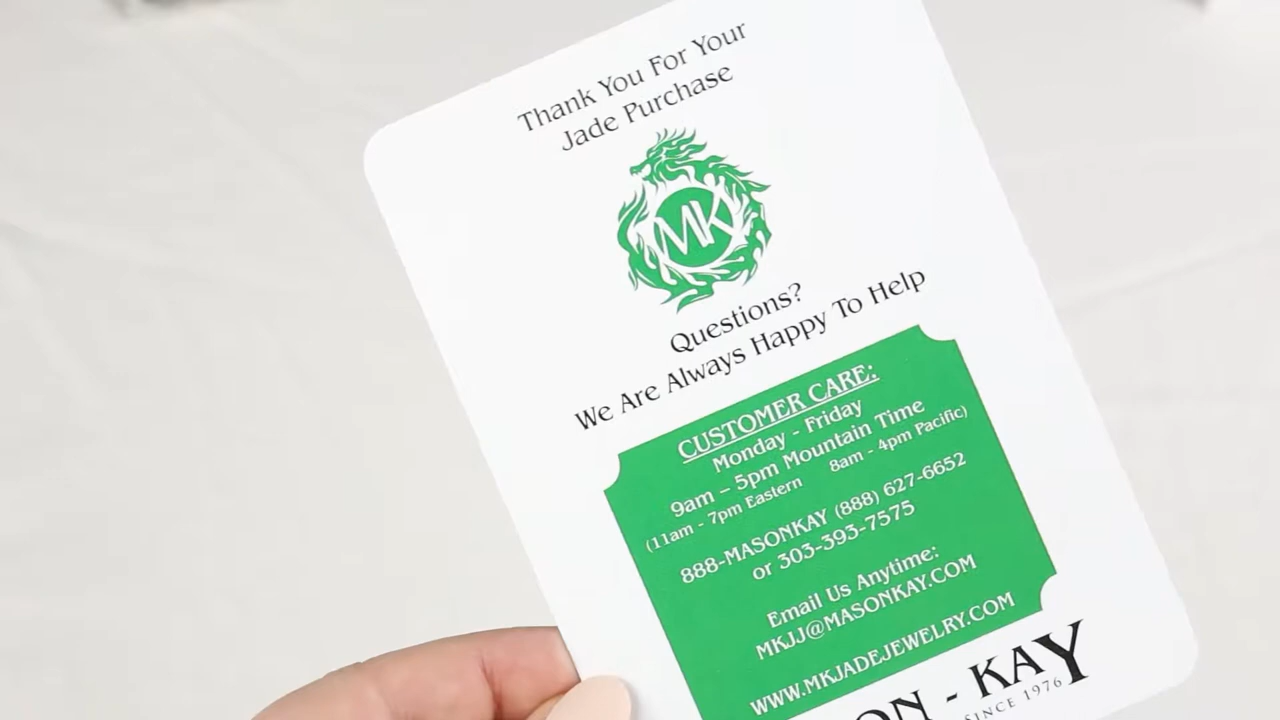 Thank You For Your
Jade Purchase
MK
Questions?
We Are Always Happy To Help
CUSTOMER CARE:
Monday - Friday
9am – 5pm Mountain Time
(11am - 7pm Eastern 8am - 4pm Pacific)
888-MASONKAY (888) 627-6652
or 303-393-7575
Email Us Anytime:
MKJJ@MASONKAY.COM
WWW.MKJADEJEWELRY.COM
ON - KAY
SINCE 1976